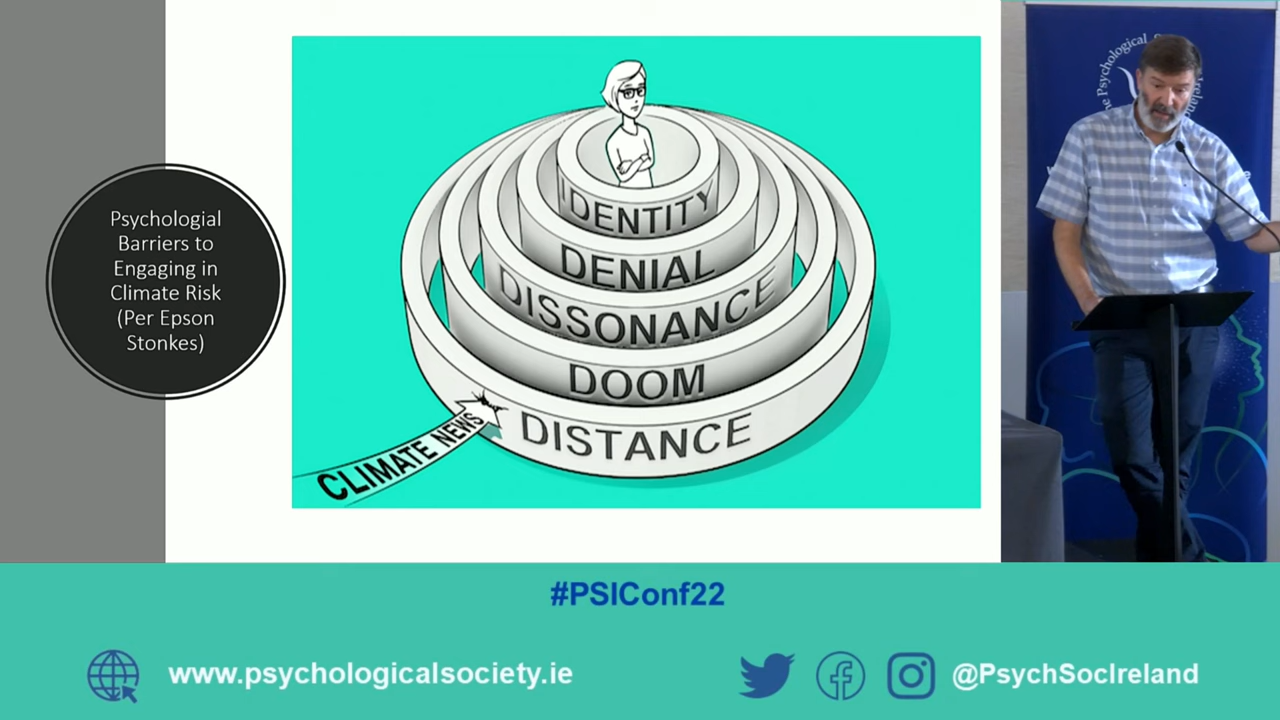 Psychologial
Barriers to
Engaging in
Climate Risk
(Per Epson
Stonkes)
IDENTITY
DENIAL
DISSONANCE
DOOM
DISTANCE
CLIMATE NEWS
Psychological
#PSIConf22
www.psychologicalsociety.ie
@PsychSocIreland